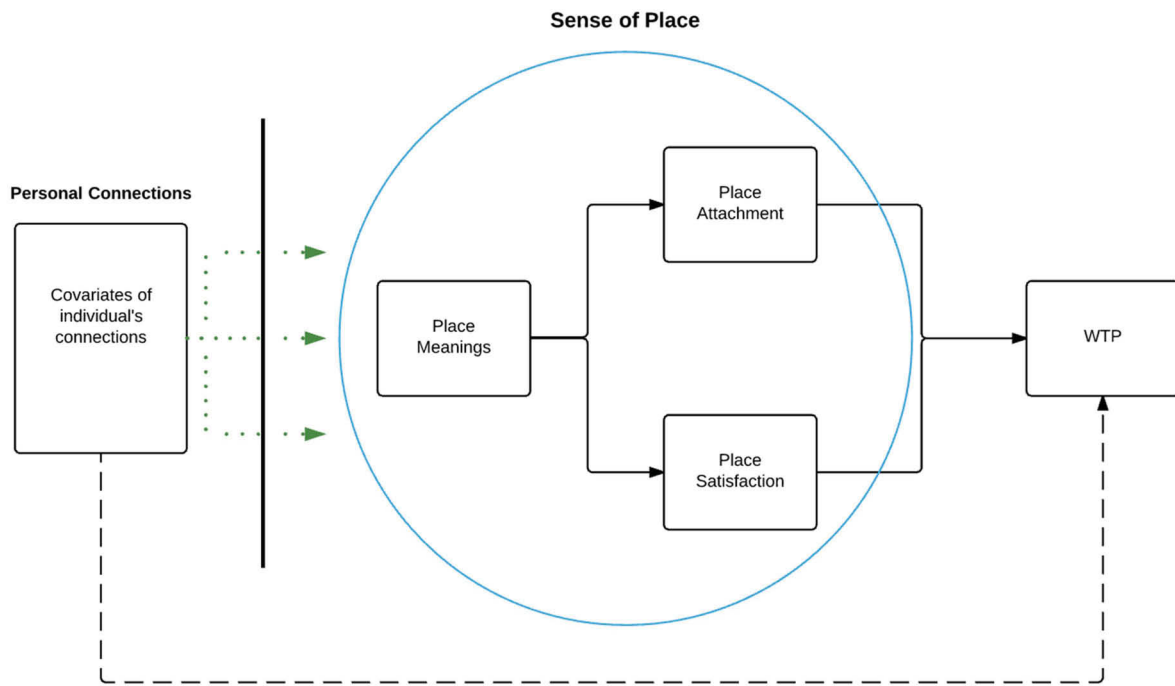 Sense of Place
Personal Connections
Covariates of
individual's
connections
Place
Meanings
Place
Attachment
Place
Satisfaction
WTP